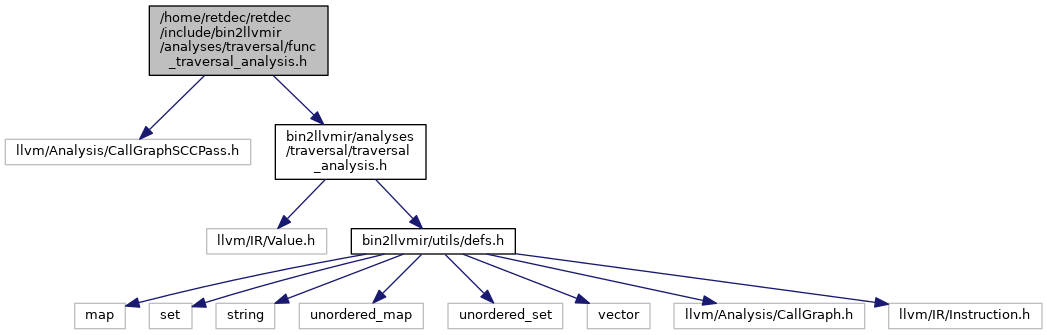 /home/retdec/retdec
/include/bin2llvmir
/analyses/traversal/func
_traversal_analysis.h
llvm/Analysis/CallGraphSCCPass.h
bin2llvmir/analyses
/traversal/traversal
_analysis.h
llvm/IR/Value.h
bin2llvmir/utils/defs.h
map
set
string
unordered_map
unordered_set
vector
llvm/Analysis/CallGraph.h
llvm/IR/Instruction.h